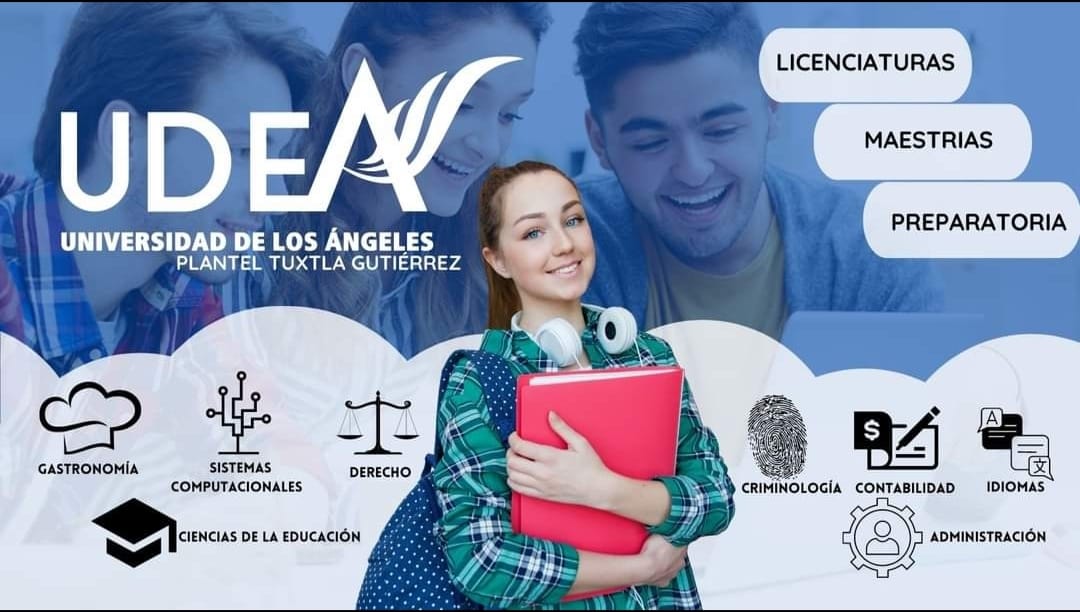 UDEA
UNIVERSIDAD DE LOS ÁNGELES
PLANTEL TUXTLA GUTIÉRREZ
LICENCIATURAS
MAESTRIAS
PREPARATORIA
GASTRONOMÍA
SISTEMAS
COMPUTACIONALES
DERECHO
CIENCIAS DE LA EDUCACIÓN
$
A
文
CRIMINOLOGÍA
CONTABILIDAD
IDIOMAS
ADMINISTRACIÓN